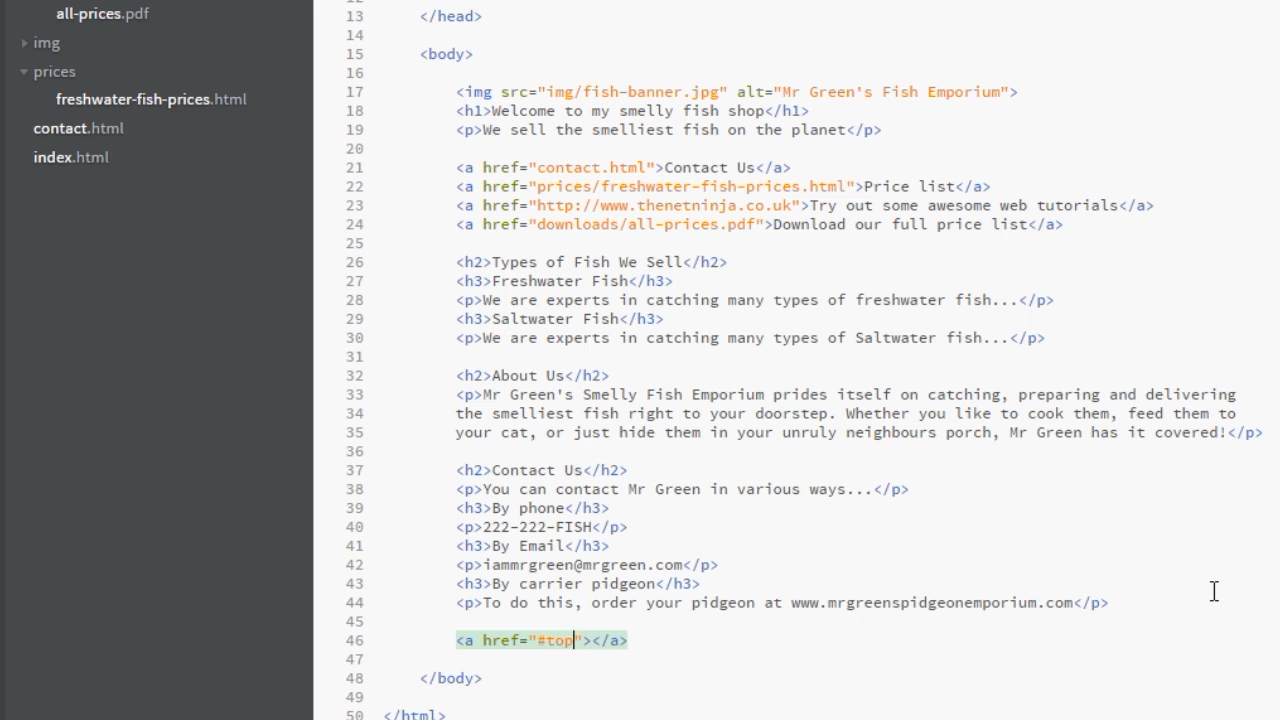 all-prices.pdf
img
prices
freshwater-fish-prices.html
contact.html
index.html
13 </head>
14
15 <body>
16
17 <img src="img/fish-banner.jpg" alt="Mr Green's Fish Emporium">
18 <h1>Welcome to my smelly fish shop</h1>
19 <p>We sell the smelliest fish on the planet</p>
20
21 <a href="contact.html">Contact Us</a>
22 <a href="prices/freshwater-fish-prices.html">Price list</a>
23 <a href="http://www.thenetninja.co.uk">Try out some awesome web tutorials</a>
24 <a href="downloads/all-prices.pdf">Download our full price list</a>
25
26 <h2>Types of Fish We Sell</h2>
27 <h3>Freshwater Fish</h3>
28 <p>We are experts in catching many types of freshwater fish...</p>
29 <h3>Saltwater Fish</h3>
30 <p>We are experts in catching many types of Saltwater fish...</p>
31
32 <h2>About Us</h2>
33 <p>Mr Green's Smelly Fish Emporium prides itself on catching, preparing and delivering
34 the smelliest fish right to your doorstep. Whether you like to cook them, feed them to
35 your cat, or just hide them in your unruly neighbours porch, Mr Green has it covered!</p>
36
37 <h2>Contact Us</h2>
38 <p>You can contact Mr Green in various ways...</p>
39 <h3>By phone</h3>
40 <p>222-222-FISH</p>
41 <h3>By Email</h3>
42 <p>iammrgreen@mrgreen.com</p>
43 <h3>By carrier pidgeon</h3>
44 <p>To do this, order your pidgeon at www.mrgreenspidgeonemporium.com</p>
45
46 <a href="#top"></a>
47
48 </body>
49
50 </html>